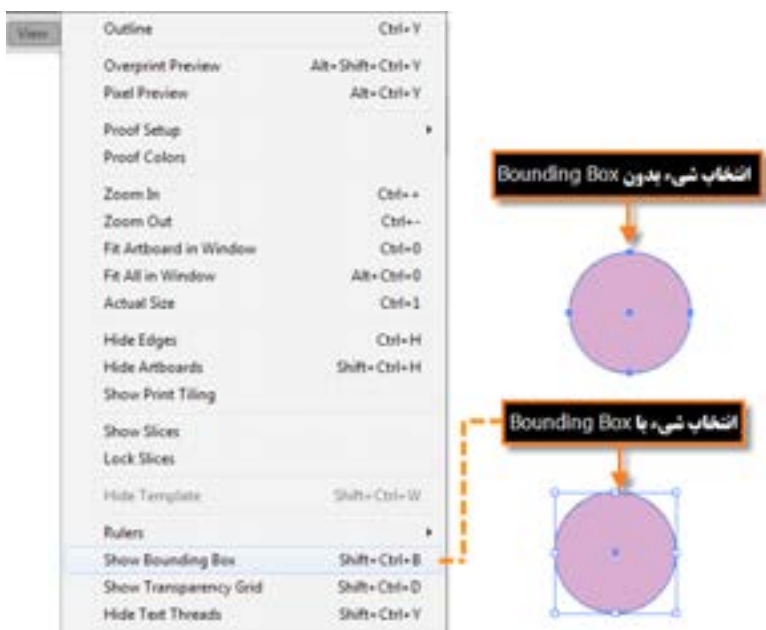 View
Outline Ctrl+Y
Overprint Preview Alt+Shift+Ctrl+Y
Pixel Preview Alt+Ctrl+Y
Proof Setup
Proof Colors
Zoom In Ctrl++
Zoom Out Ctrl+-
Fit Artboard in Window Ctrl+0
Fit All in Window Alt+Ctrl+0
Actual Size Ctrl+1
Hide Edges Ctrl+H
Hide Artboards Shift+Ctrl+H
Show Print Tiling
Show Slices
Lock Slices
Hide Template Shift+Ctrl+W
Rulers
Show Bounding Box Shift+Ctrl+B
Show Transparency Grid Shift+Ctrl+D
Hide Text Threads Shift+Ctrl+Y
انتخاب شیء بدون Bounding Box
انتخاب شیء با Bounding Box